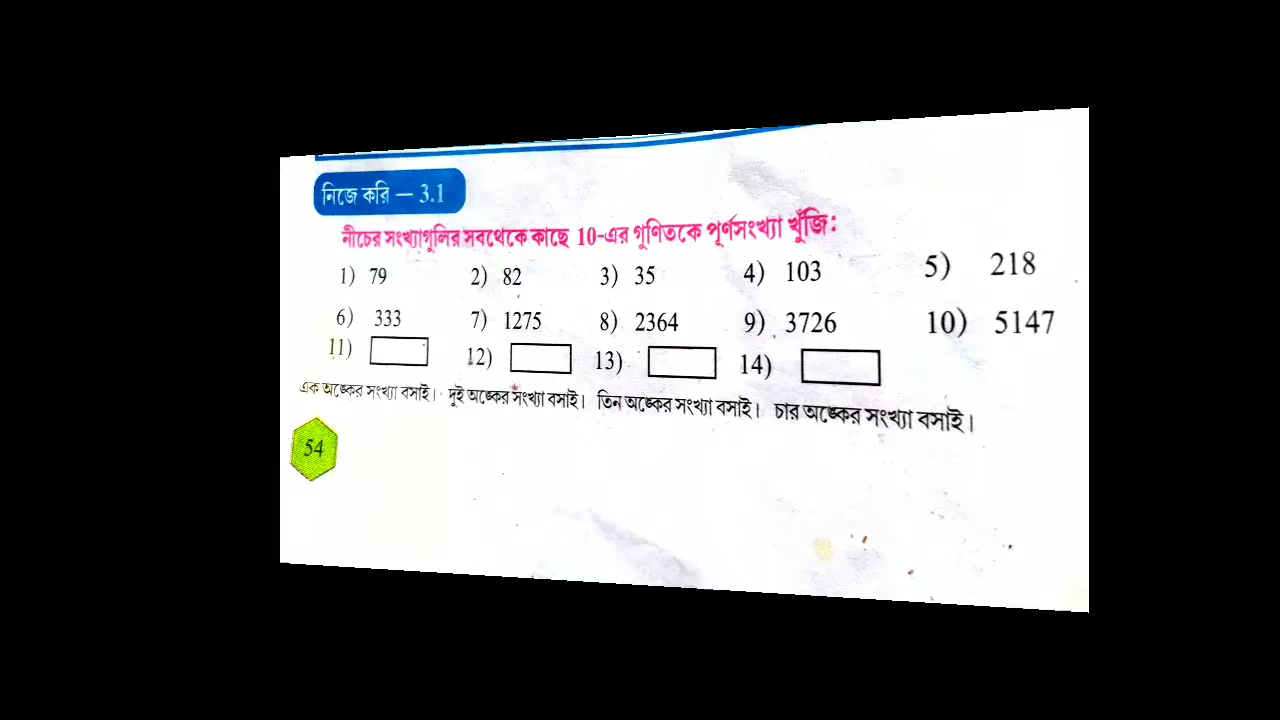 নিজে করি – 3.1
নীচের সংখ্যাগুলির সবথেকে কাছে 10-এর গুণিতকে পূর্ণসংখ্যা খুঁজি:
1) 79 2) 82 3) 35 4) 103 5) 218
6) 333 7) 1275 8) 2364 9) 3726 10) 5147
11) 12) 13) 14)
এক অঙ্কের সংখ্যা বসাই। দুই অঙ্কের সংখ্যা বসাই। তিন অঙ্কের সংখ্যা বসাই। চার অঙ্কের সংখ্যা বসাই।
54